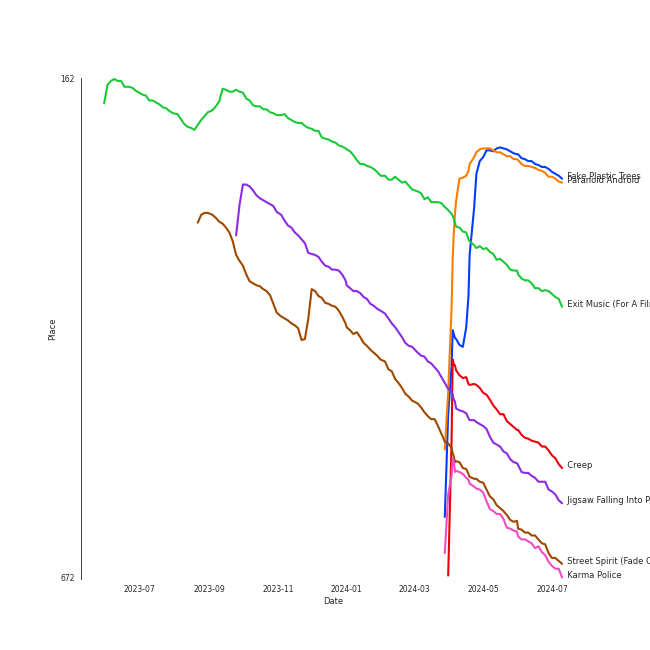 162
Fake Plastic Trees
Paranoid Android
Exit Music (For A Fil
Place
Creep
Jigsaw Falling Into P
Street Spirit (Fade O
Karma Police
672
2023-07 2023-09 2023-11 2024-01 2024-03 2024-05 2024-07
Date